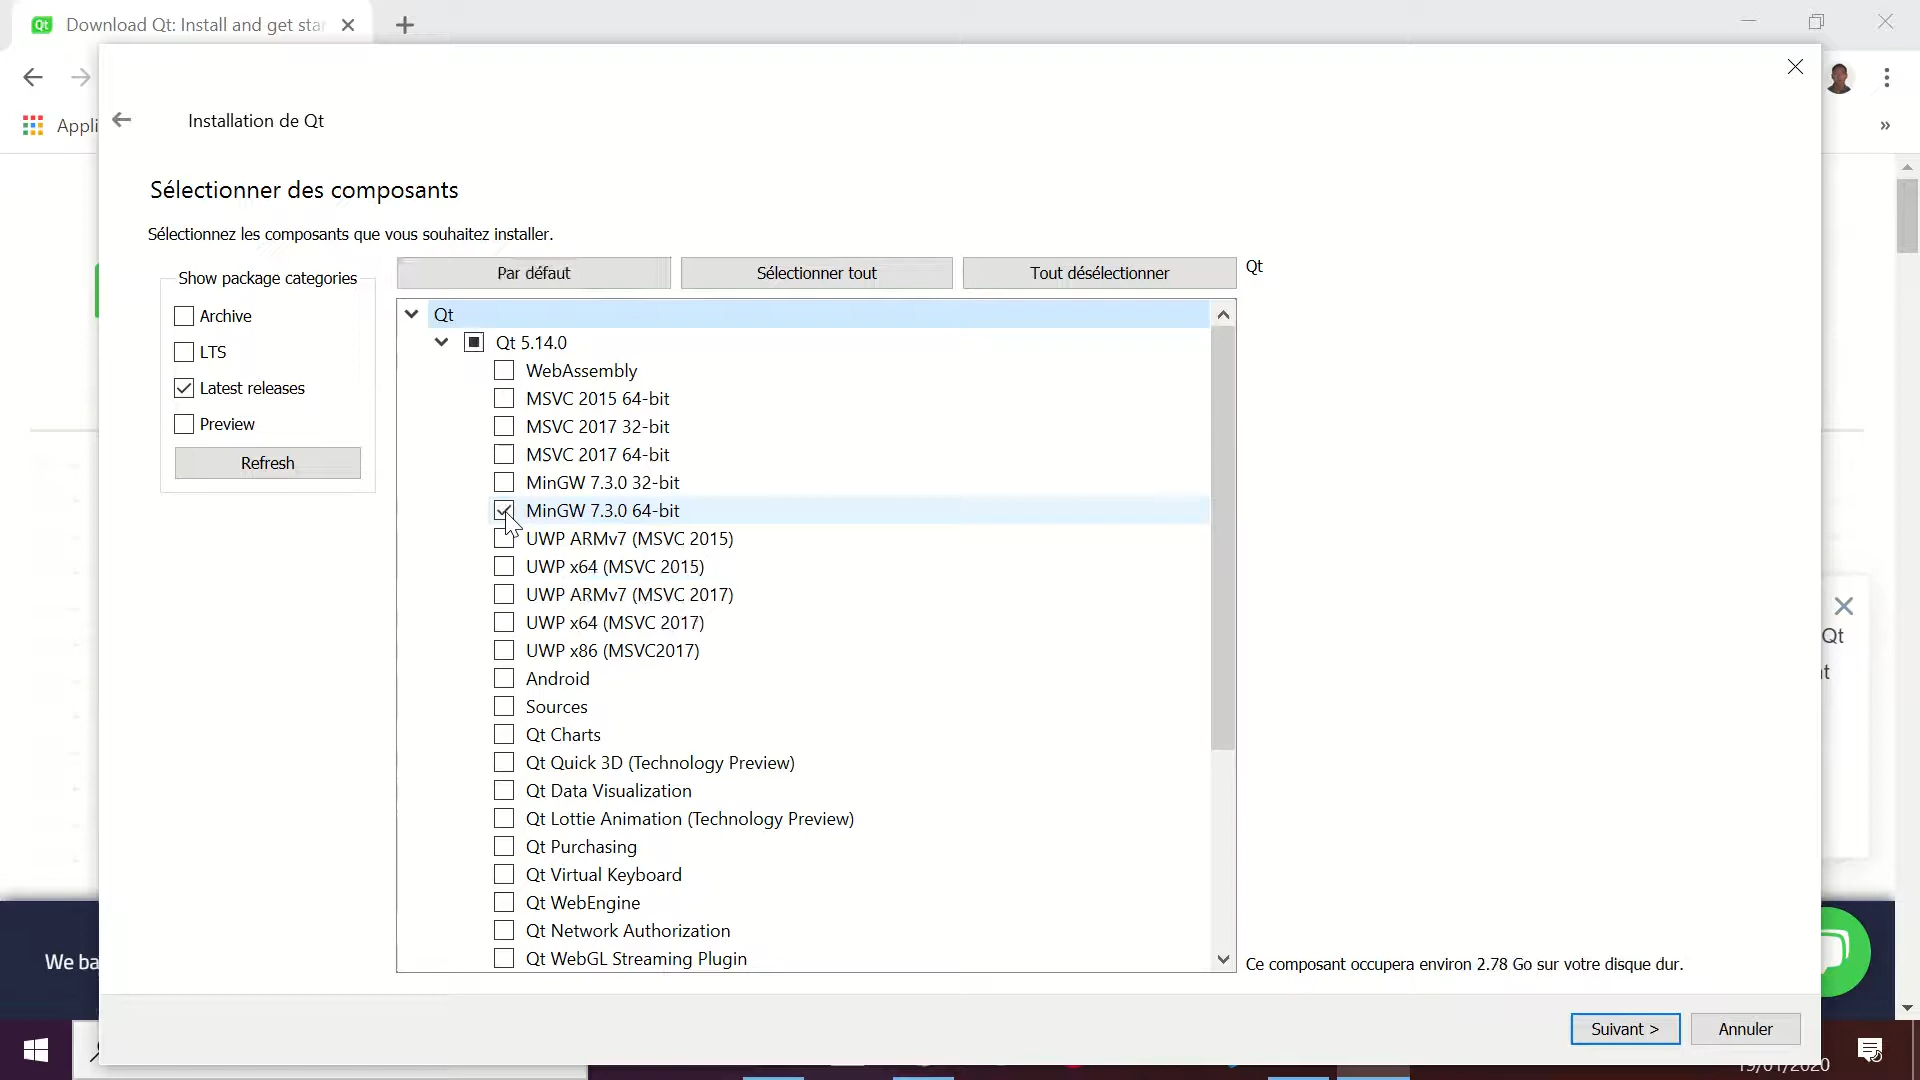 Qt Download Qt: Install and get star
Appli
Installation de Qt
Sélectionner des composants
Sélectionnez les composants que vous souhaitez installer.
Show package categories
Archive
LTS
Latest releases
Preview
Refresh
Par défaut
Sélectionner tout
Tout désélectionner
Qt
Qt
Qt 5.14.0
WebAssembly
MSVC 2015 64-bit
MSVC 2017 32-bit
MSVC 2017 64-bit
MinGW 7.3.0 32-bit
MinGW 7.3.0 64-bit
UWP ARMv7 (MSVC 2015)
UWP x64 (MSVC 2015)
UWP ARMv7 (MSVC 2017)
UWP x64 (MSVC 2017)
UWP x86 (MSVC2017)
Android
Sources
Qt Charts
Qt Quick 3D (Technology Preview)
Qt Data Visualization
Qt Lottie Animation (Technology Preview)
Qt Purchasing
Qt Virtual Keyboard
Qt WebEngine
Qt Network Authorization
Qt WebGL Streaming Plugin
Ce composant occupera environ 2.78 Go sur votre disque dur.
Suivant >
Annuler
Qt
We ba
19/01/2020